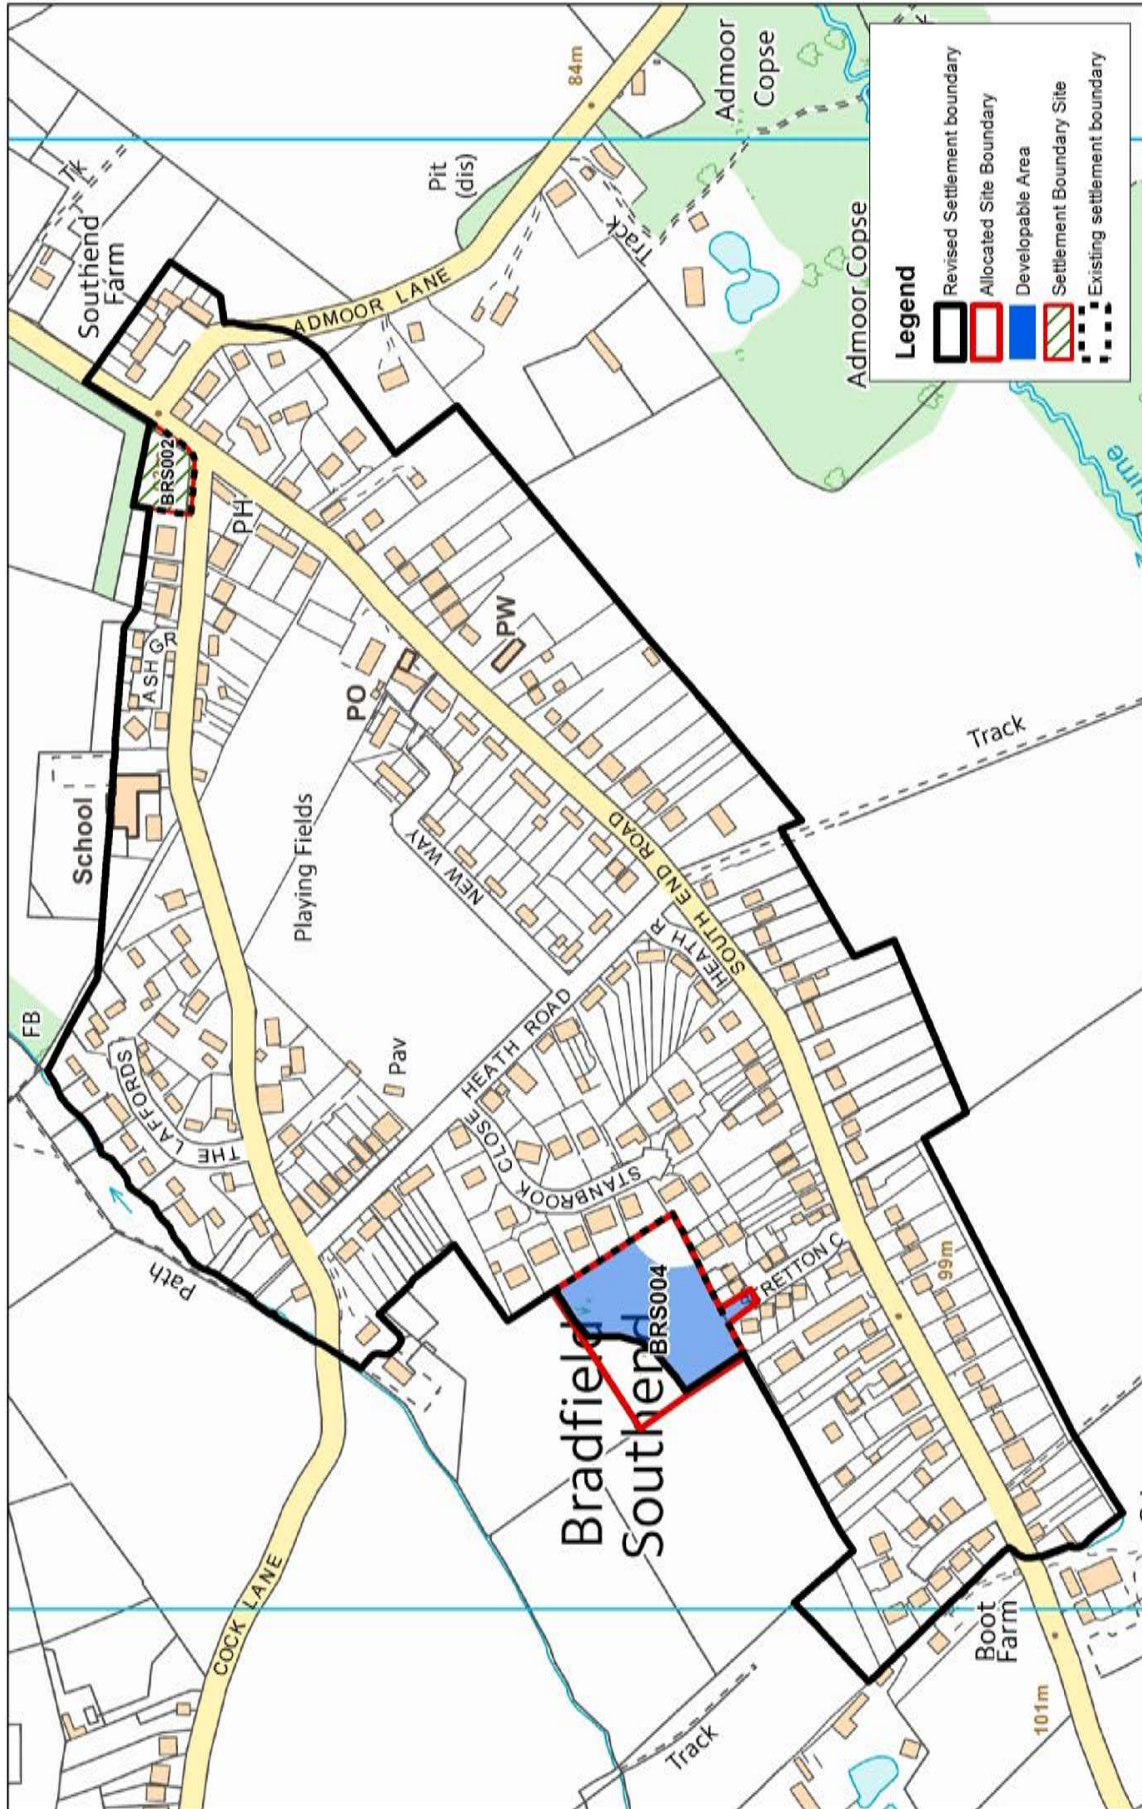 Southend
Farm
Tk
84m
Admoor
Copse
Pit
(dis)
Track
ADMOOR LANE
Admoor Copse
Legend
Revised Settlement boundary
Allocated Site Boundary
Developable Area
Settlement Boundary Site
Existing settlement boundary
BRS002
PH
ASH GR
PW
PO
School
Playing Fields
NEW WAY
SOUTH END ROAD
Track
HEATH R
HEATH ROAD
FB
THE LAFFORDS
Pav
CLOSE
STANBROOK
Path
RETTON C
99m
BRS004
Bradfield
Southend
COCK LANE
Boot
Farm
101m
Track